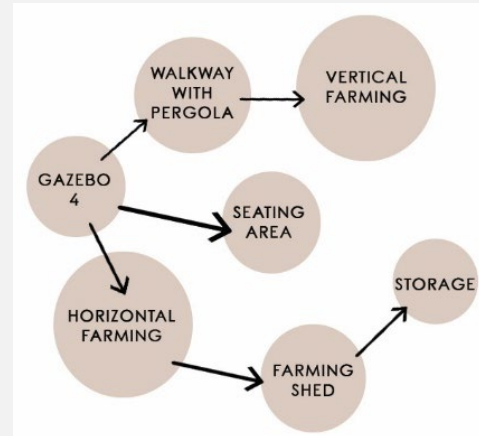 WALKWAY
WITH
PERGOLA
VERTICAL
FARMING
GAZEBO
4
SEATING
AREA
HORIZONTAL
FARMING
STORAGE
FARMING
SHED